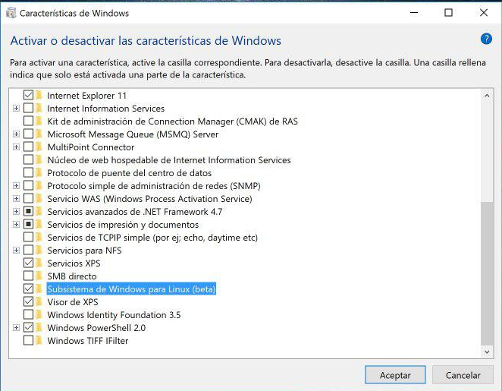 Características de Windows
Activar o desactivar las características de Windows
Para activar una característica, active la casilla correspondiente. Para desactivarla, desactive la casilla. Una casilla rellena
indica que solo está activada una parte de la característica.
Internet Explorer 11
Internet Information Services
Kit de administración de Connection Manager (CMAK) de RAS
Microsoft Message Queue (MSMQ) Server
MultiPoint Connector
Núcleo de web hospedable de Internet Information Services
Protocolo de puente del centro de datos
Protocolo simple de administración de redes (SNMP)
Servicio WAS (Windows Process Activation Service)
Servicios avanzados de .NET Framework 4.7
Servicios de impresión y documentos
Servicios de TCPIP simple (por ej; echo, daytime etc)
Servicios para NFS
Servicios XPS
SMB directo
Subsistema de Windows para Linux (beta)
Visor de XPS
Windows Identity Foundation 3.5
Windows PowerShell 2.0
Windows TIFF IFilter
Aceptar
Cancelar